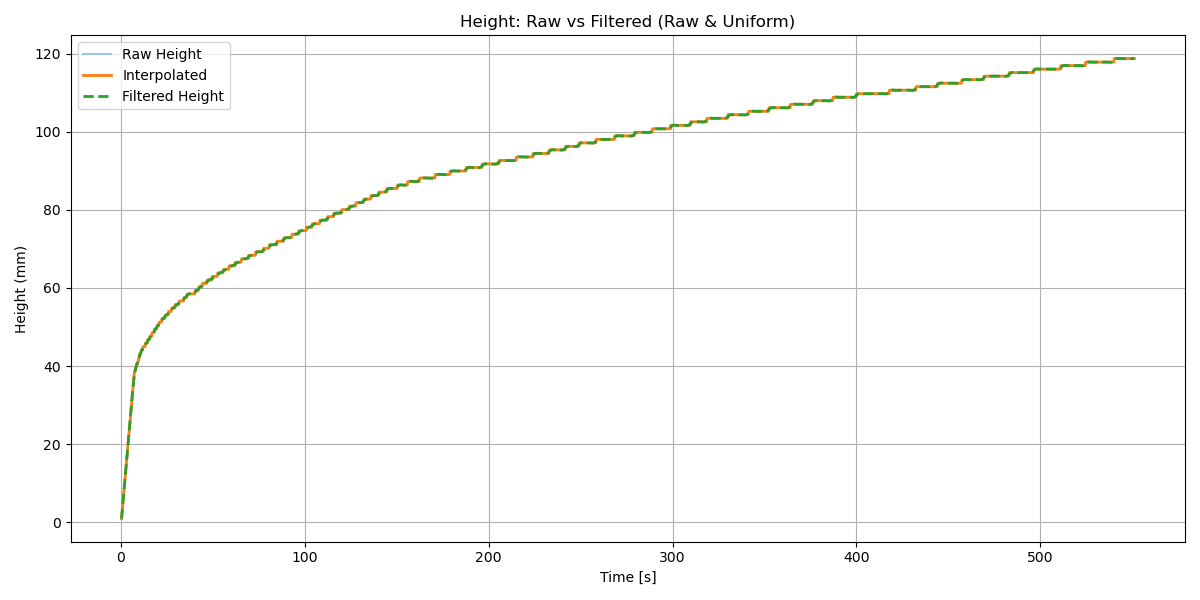 Height: Raw vs Filtered (Raw & Uniform)
Raw Height
Interpolated
Filtered Height
120
100
80
60
40
20
0
Height (mm)
0 100 200 300 400 500
Time [s]